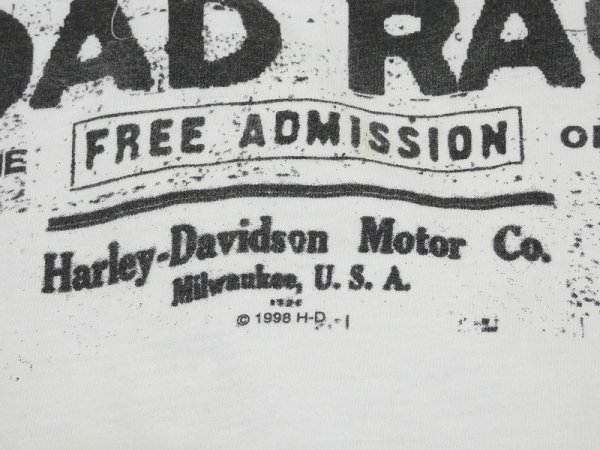 OAD RA
FREE ADMISSION
Harley-Davidson Motor Co.
Milwaukee, U. S. A.
© 1998 H-D